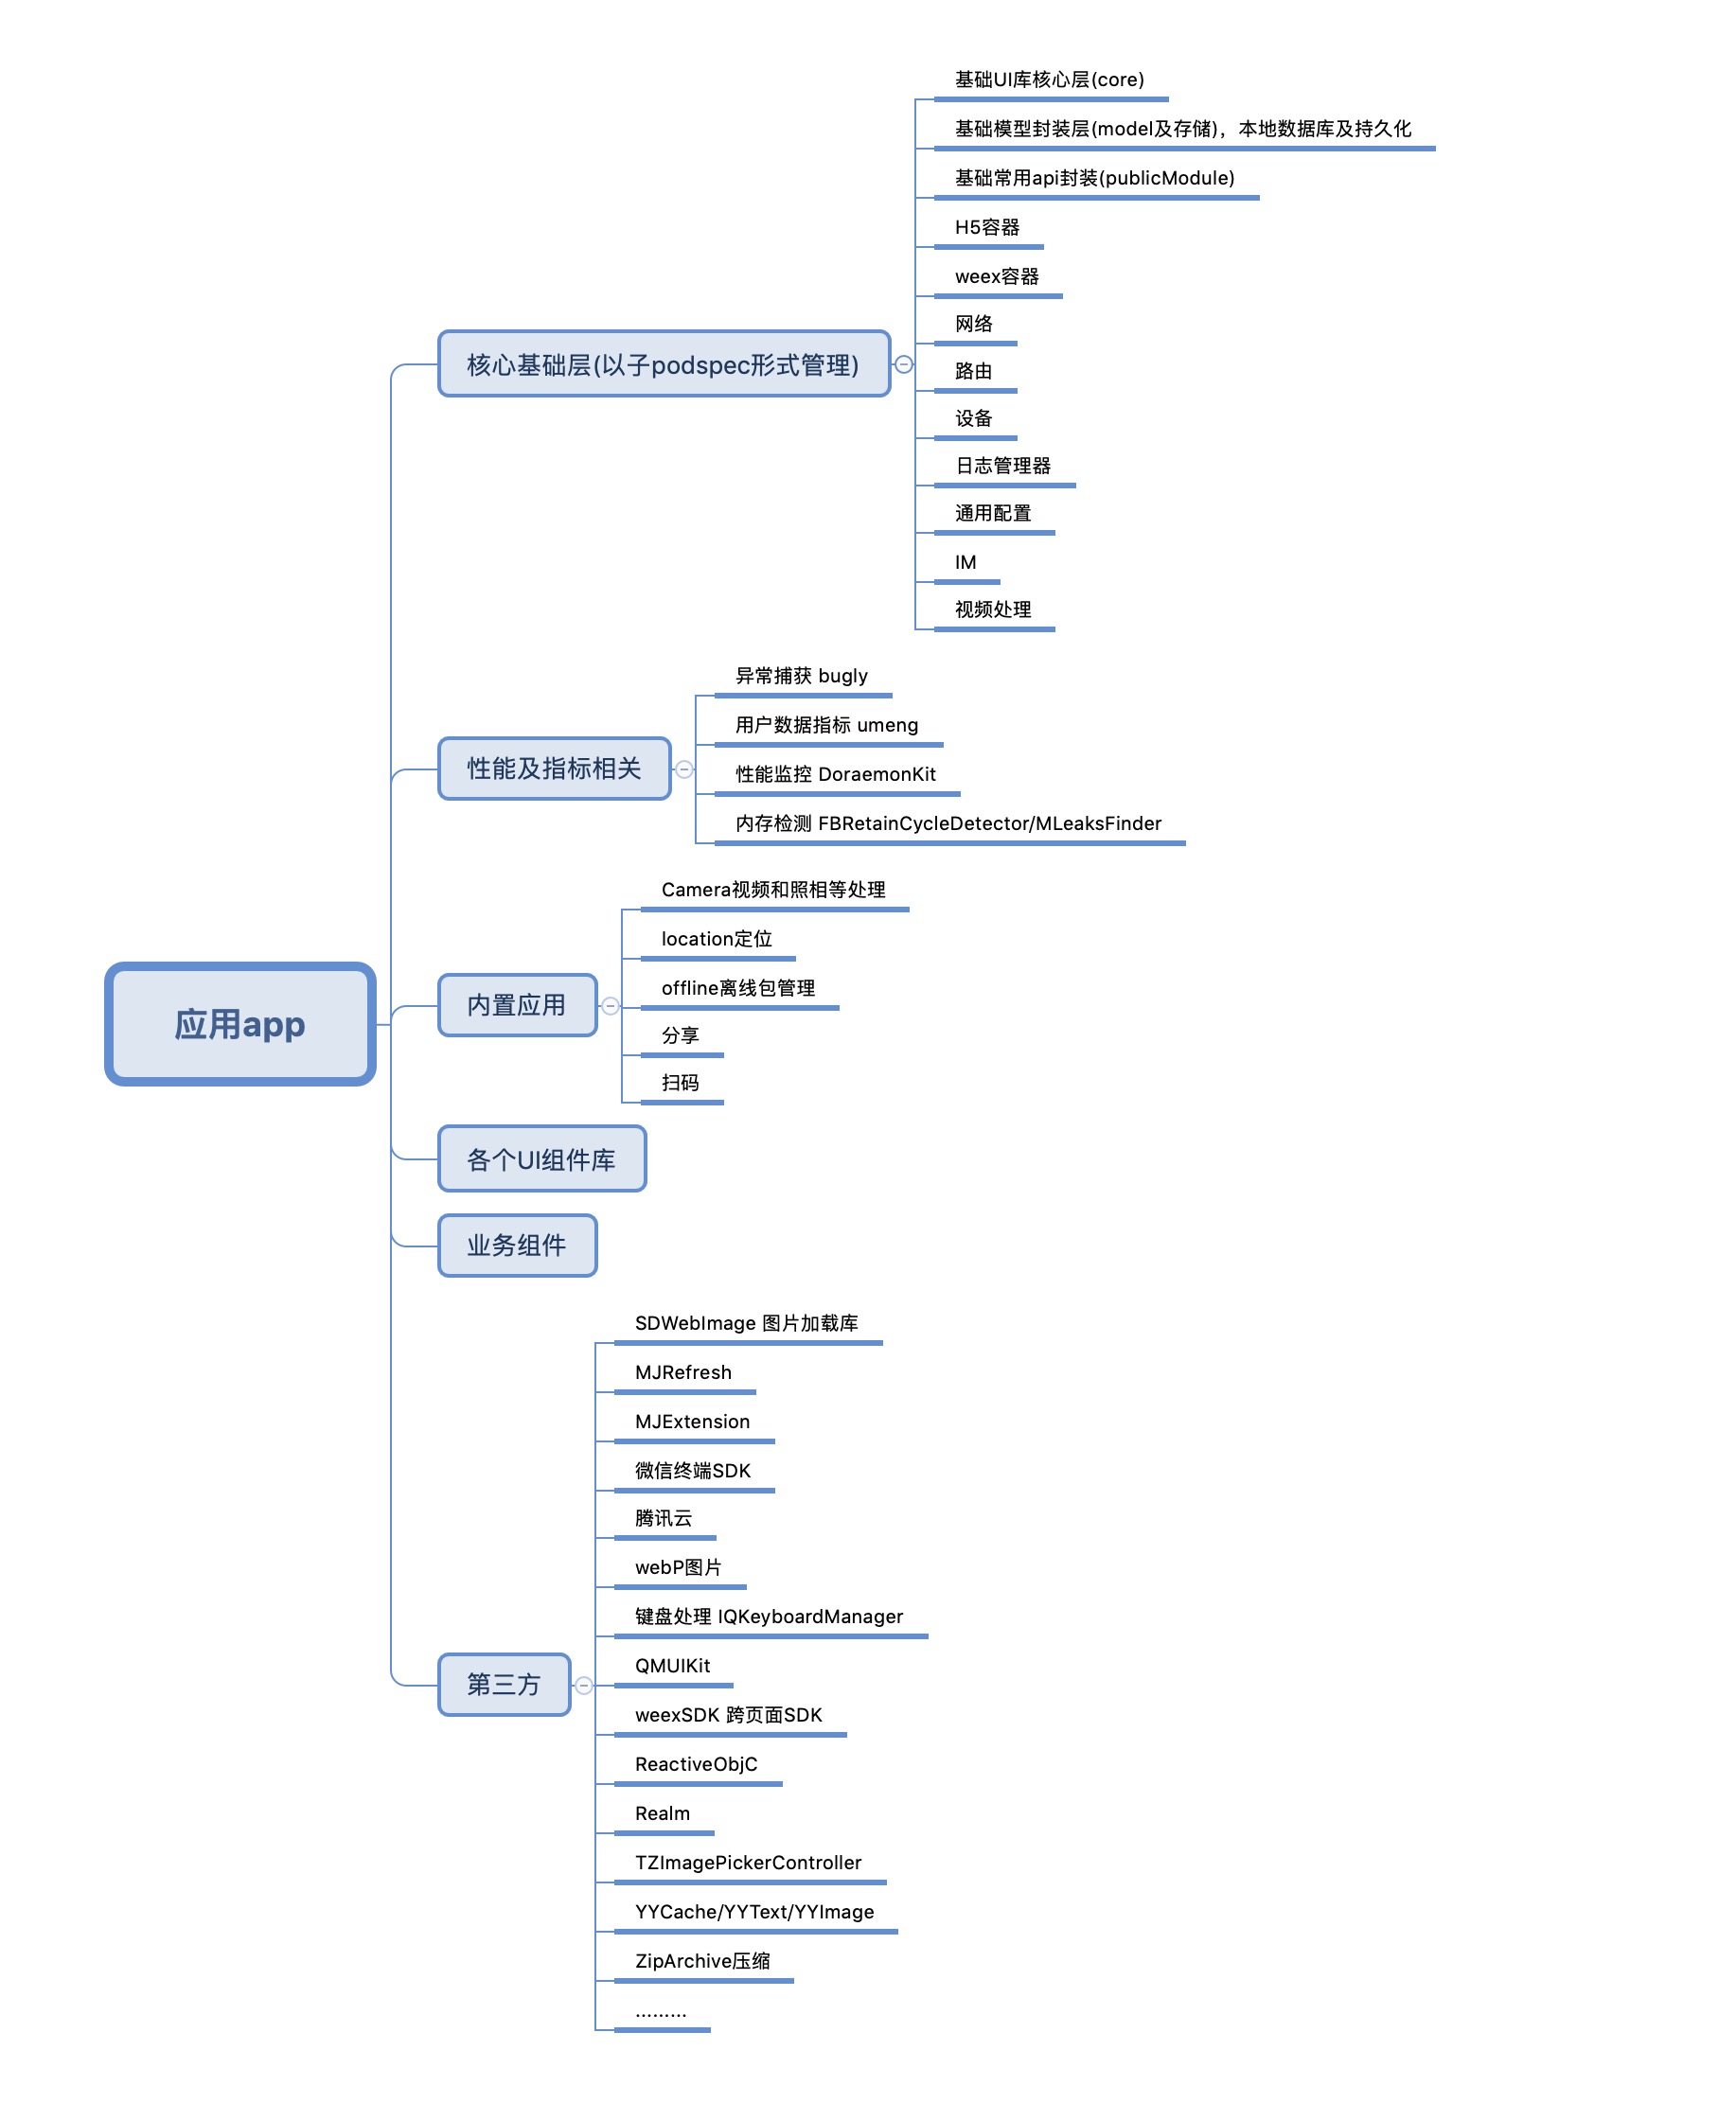 应用app
核心基础层(以子podspec形式管理)
基础UI库核心层(core)
基础模型封装层(model及存储)，本地数据库及持久化
基础常用api封装(publicModule)
H5容器
weex容器
网络
路由
设备
日志管理器
通用配置
IM
视频处理
性能及指标相关
异常捕获 bugly
用户数据指标 umeng
性能监控 DoraemonKit
内存检测 FBRetainCycleDetector/MLeaksFinder
内置应用
Camera视频和照相等处理
location定位
offline离线包管理
分享
扫码
各个UI组件库
业务组件
第三方
SDWebImage 图片加载库
MJRefresh
MJExtension
微信终端SDK
腾讯云
webP图片
键盘处理 IQKeyboardManager
QMUIKit
weexSDK 跨页面SDK
ReactiveObjC
Realm
TZImagePickerController
YYCache/YYText/YYImage
ZipArchive压缩
………